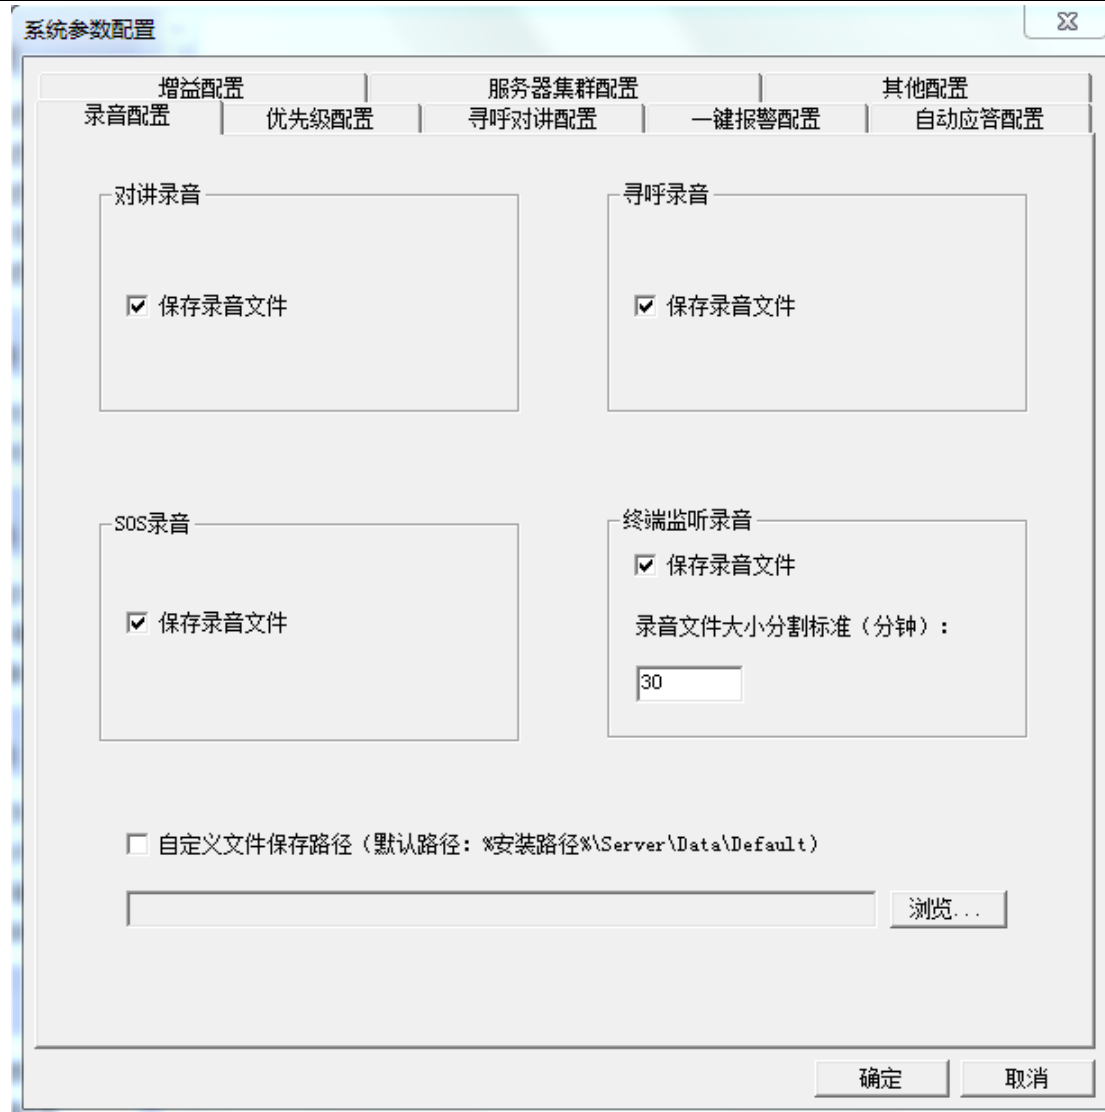 系统参数配置
增益配置 服务器集群配置 其他配置
录音配置 优先级配置 寻呼对讲配置 一键报警配置 自动应答配置
对讲录音 寻呼录音
保存录音文件 保存录音文件
SOS录音 终端监听录音
保存录音文件
保存录音文件
录音文件大小分割标准（分钟）：
30
自定义文件保存路径（默认路径：%安装路径%\Server\Data\Default）
浏览...
确定 取消